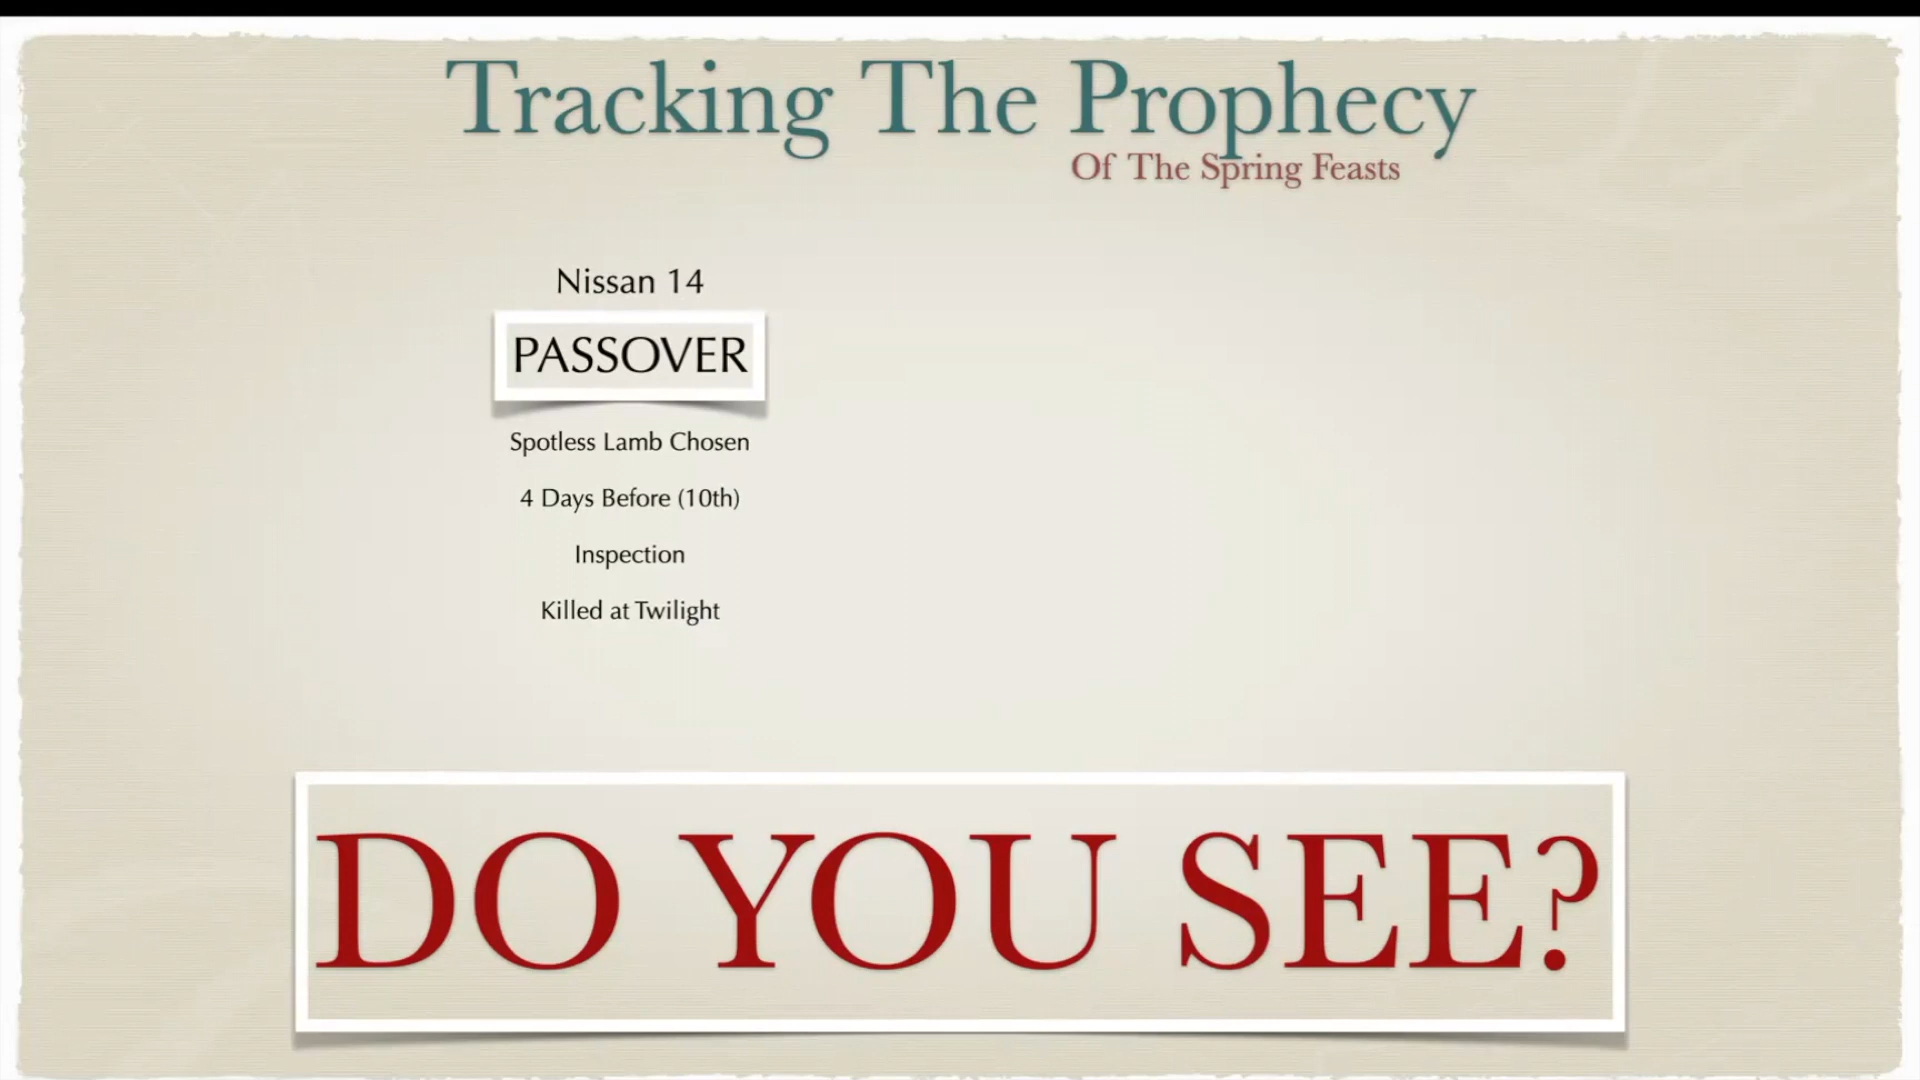 Tracking The Prophecy
Of The Spring Feasts
Nissan 14
PASSOVER
Spotless Lamb Chosen
4 Days Before (10th)
Inspection
Killed at Twilight
DO YOU SEE?